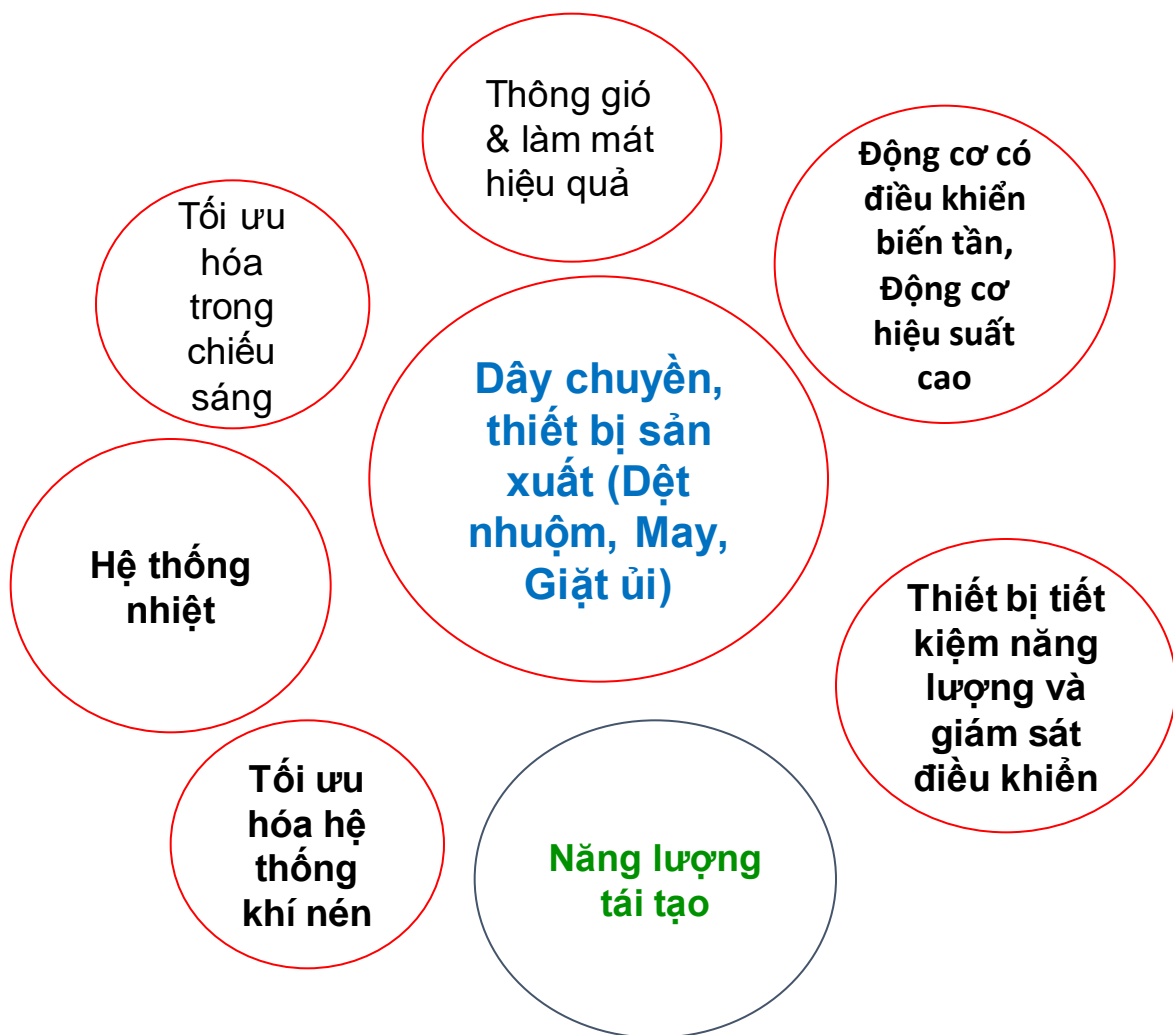 Thông gió
& làm mát
hiệu quả
Động cơ có
điều khiển
biến tần,
Động cơ
hiệu suất
cao
Tối ưu
hóa
trong
chiếu
sáng
Dây chuyền,
thiết bị sản
xuất (Dệt
nhuộm, May,
Giặt ủi)
Hệ thống
nhiệt
Thiết bị tiết
kiệm năng
lượng và
giám sát
điều khiển
Tối ưu
hóa hệ
thống
khí nén
Năng lượng
tái tạo